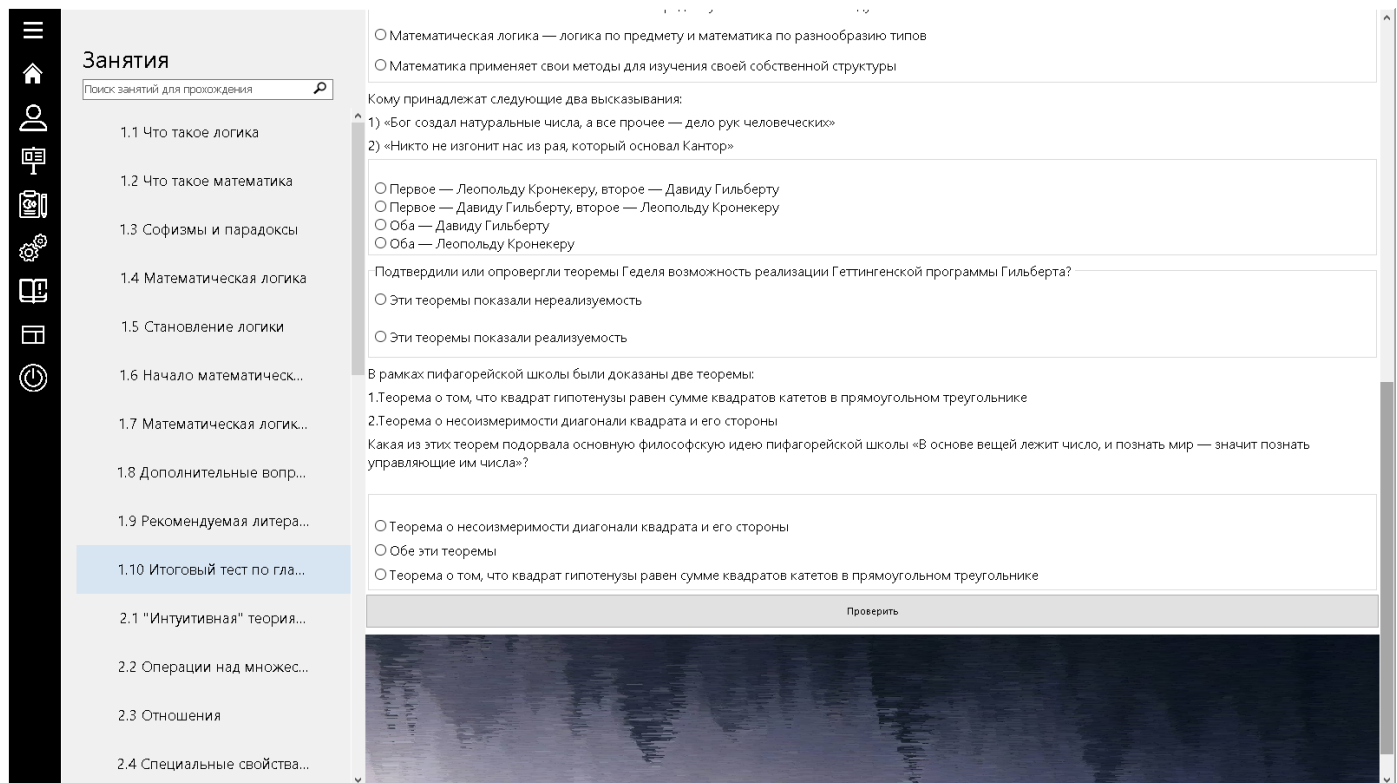 Занятия
Поиск занятий для прохождения
1.1 Что такое логика
1.2 Что такое математика
1.3 Софизмы и парадоксы
1.4 Математическая логика
1.5 Становление логики
1.6 Начало математическ...
1.7 Математическая логик...
1.8 Дополнительные вопр...
1.9 Рекомендуемая литера...
1.10 Итоговый тест по гла...
2.1 "Интуитивная" теория...
2.2 Операции над множес...
2.3 Отношения
2.4 Специальные свойства...
Математическая логика — логика по предмету и математика по разнообразию типов
Математика применяет свои методы для изучения своей собственной структуры
Кому принадлежат следующие два высказывания:
1) «Бог создал натуральные числа, а все прочее — дело рук человеческих»
2) «Никто не изгонит нас из рая, который основал Кантор»
Первое — Леопольду Кронекеру, второе — Давиду Гильберту
Первое — Давиду Гильберту, второе — Леопольду Кронекеру
Оба — Давиду Гильберту
Оба — Леопольду Кронекеру
Подтвердили или опровергли теоремы Геделя возможность реализации Геттингенской программы Гильберта?
Эти теоремы показали нереализуемость
Эти теоремы показали реализуемость
В рамках пифагорейской школы были доказаны две теоремы:
1.Теорема о том, что квадрат гипотенузы равен сумме квадратов катетов в прямоугольном треугольнике
2.Теорема о несоизмеримости диагонали квадрата и его стороны
Какая из этих теорем подорвала основную философскую идею пифагорейской школы «В основе вещей лежит число, и познать мир — значит познать
управляющие им числа»?
Теорема о несоизмеримости диагонали квадрата и его стороны
Обе эти теоремы
Теорема о том, что квадрат гипотенузы равен сумме квадратов катетов в прямоугольном треугольнике
Проверить